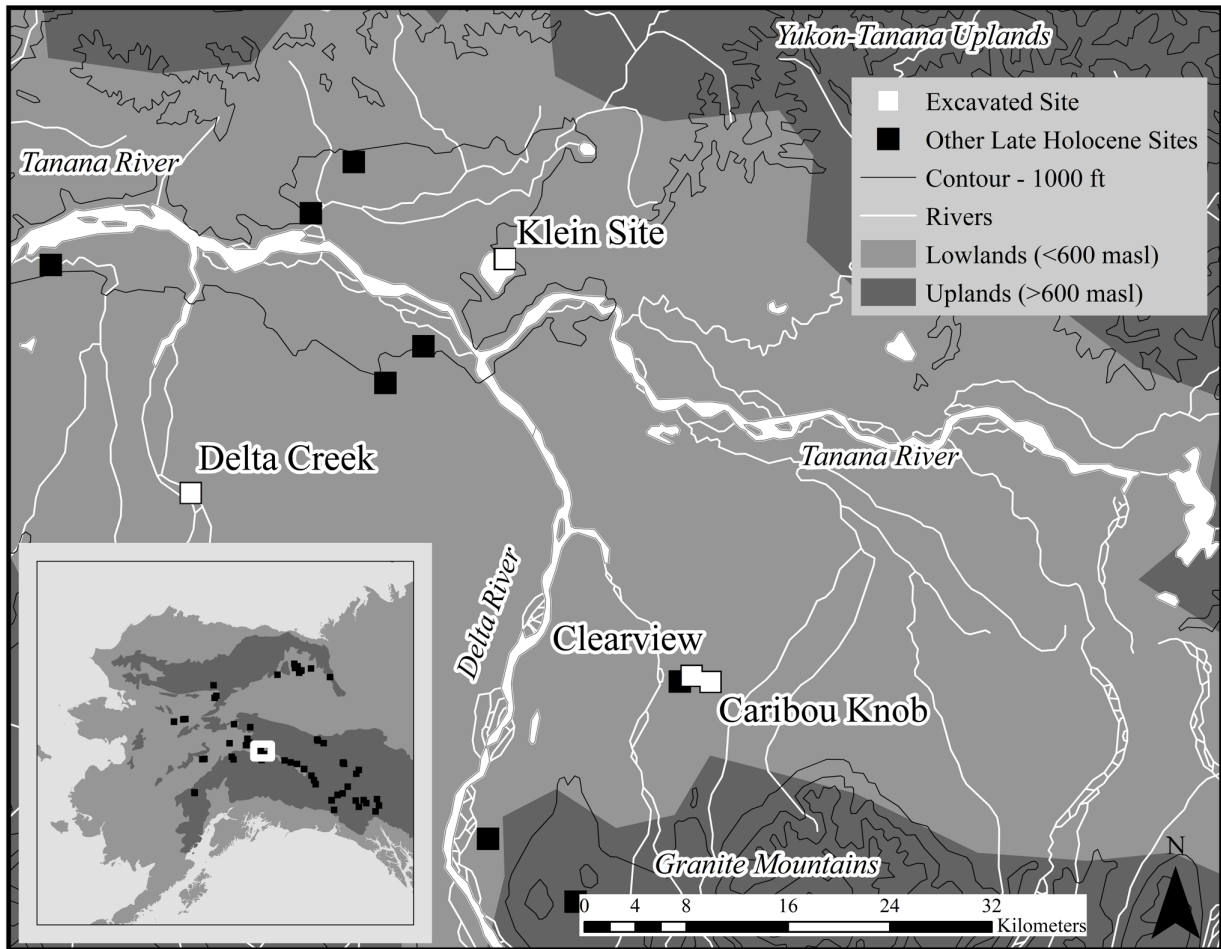 Yukon-Tanana Uplands
Excavated Site
Other Late Holocene Sites
Contour - 1000 ft
Rivers
Lowlands (<600 masl)
Uplands (>600 masl)
Tanana River
Klein Site
Delta Creek
Tanana River
Delta River
Clearview
Caribou Knob
Granite Mountains
N
0 4 8 16 24 32
Kilometers